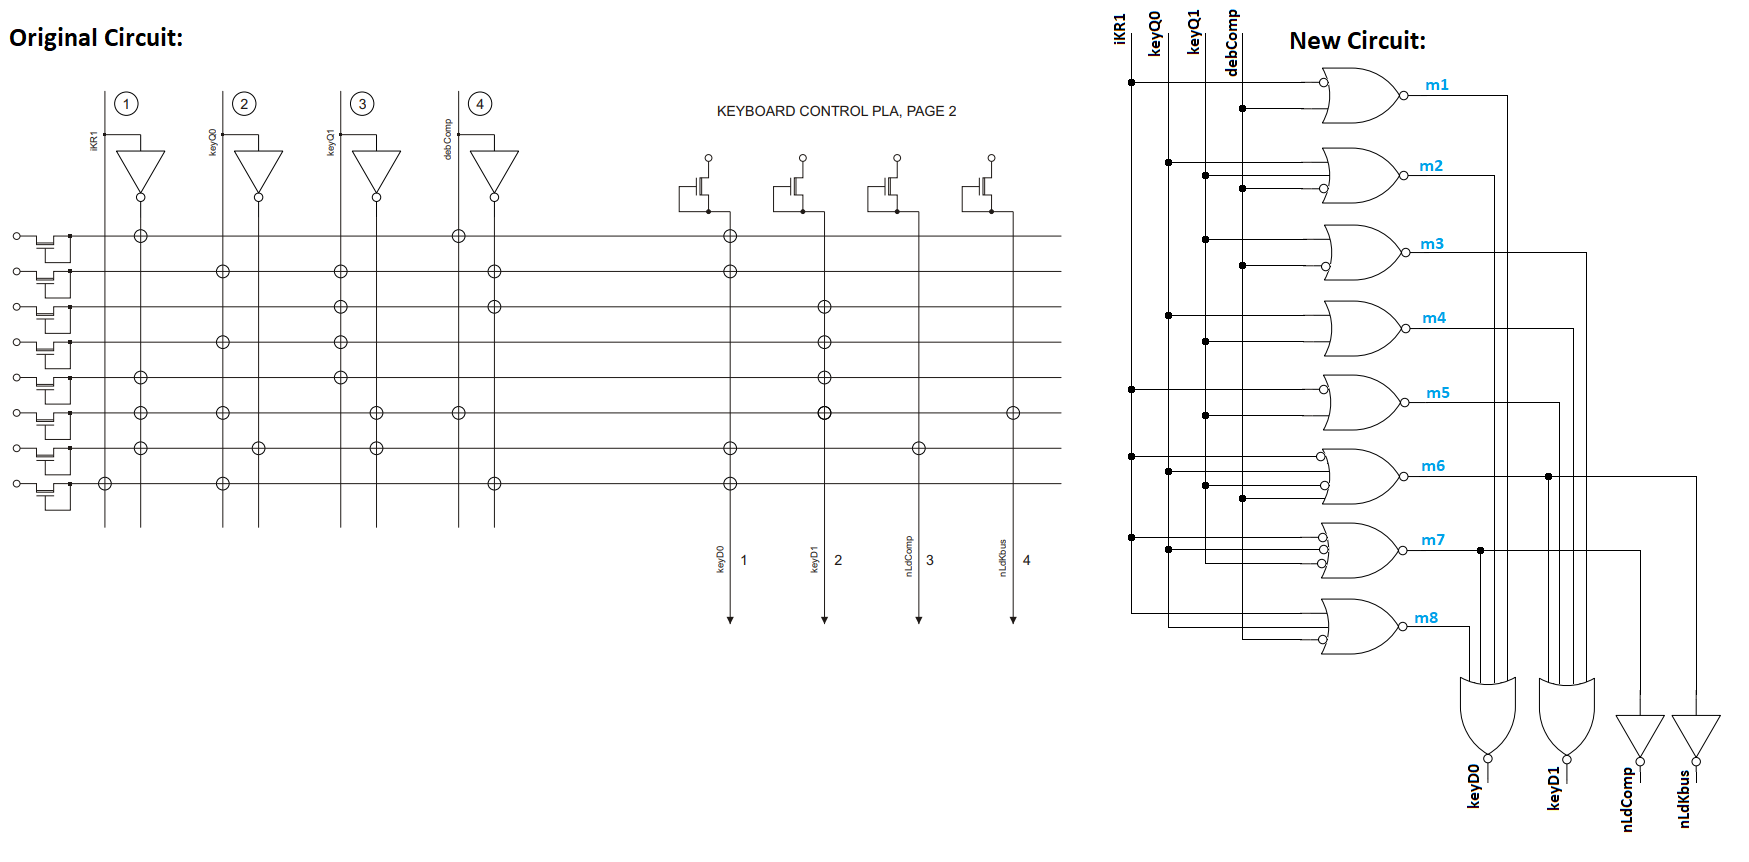 Original Circuit:
1
2
3
4
iKR1
keyQ0
keyQ1
debComp
KEYBOARD CONTROL PLA, PAGE 2
keyD0
1
keyD1
2
nLdComp
3
nLdKbus
4
New Circuit:
iKR1
keyQ0
keyQ1
debComp
m1
m2
m3
m4
m5
m6
m7
m8
keyD0
keyD1
nLdComp
nLdKbus